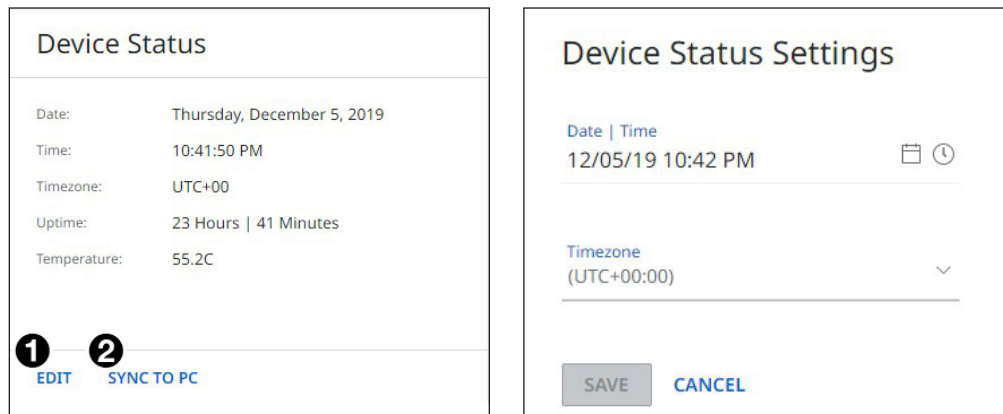 Device Status
Date: Thursday, December 5, 2019
Time: 10:41:50 PM
Timezone: UTC+00
Uptime: 23 Hours | 41 Minutes
Temperature: 55.2C
1 2
EDIT SYNC TO PC
Device Status Settings
Date | Time
12/05/19 10:42 PM
Timezone
(UTC+00:00)
SAVE CANCEL